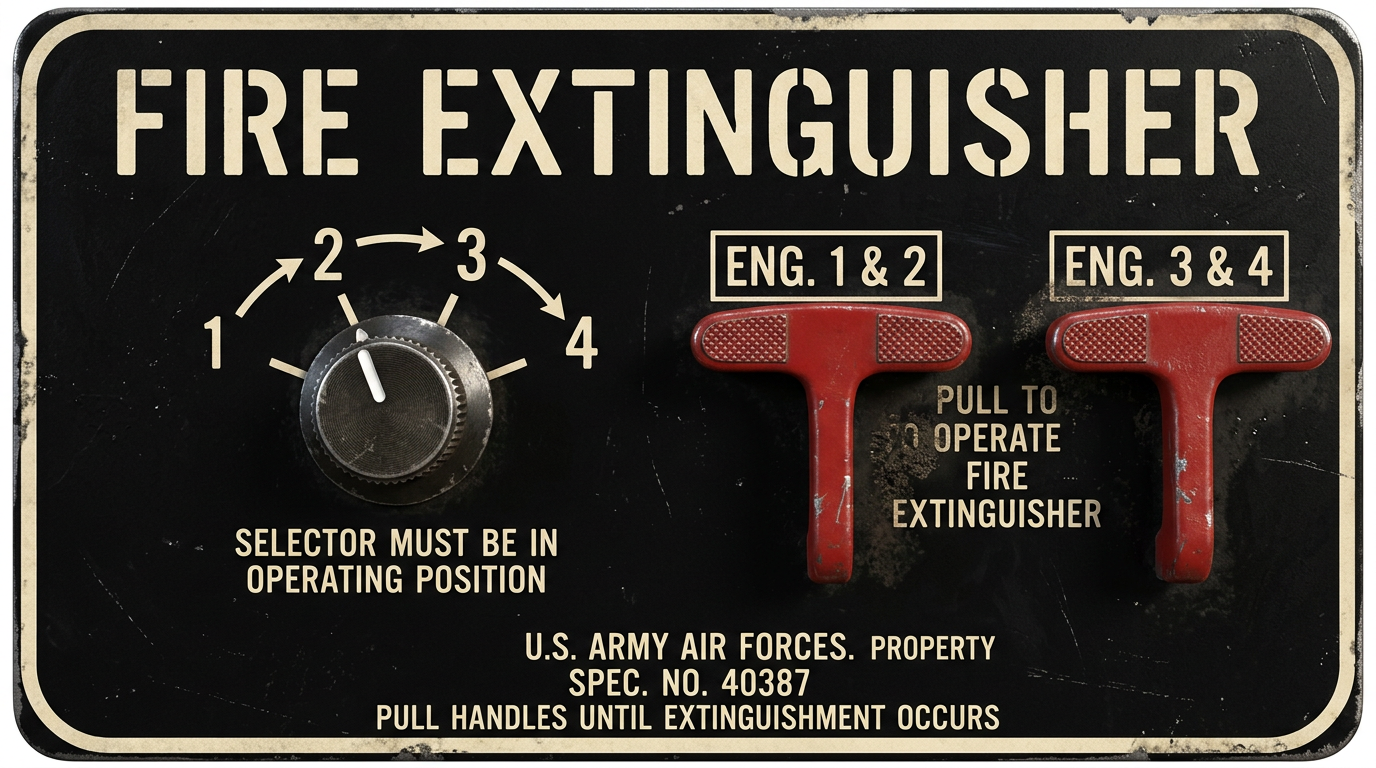 FIRE EXTINGUISHER
1 2 3 4
ENG. 1 & 2
ENG. 3 & 4
PULL TO
OPERATE
FIRE
EXTINGUISHER
SELECTOR MUST BE IN
OPERATING POSITION
U.S. ARMY AIR FORCES. PROPERTY
SPEC. NO. 40387
PULL HANDLES UNTIL EXTINGUISHMENT OCCURS